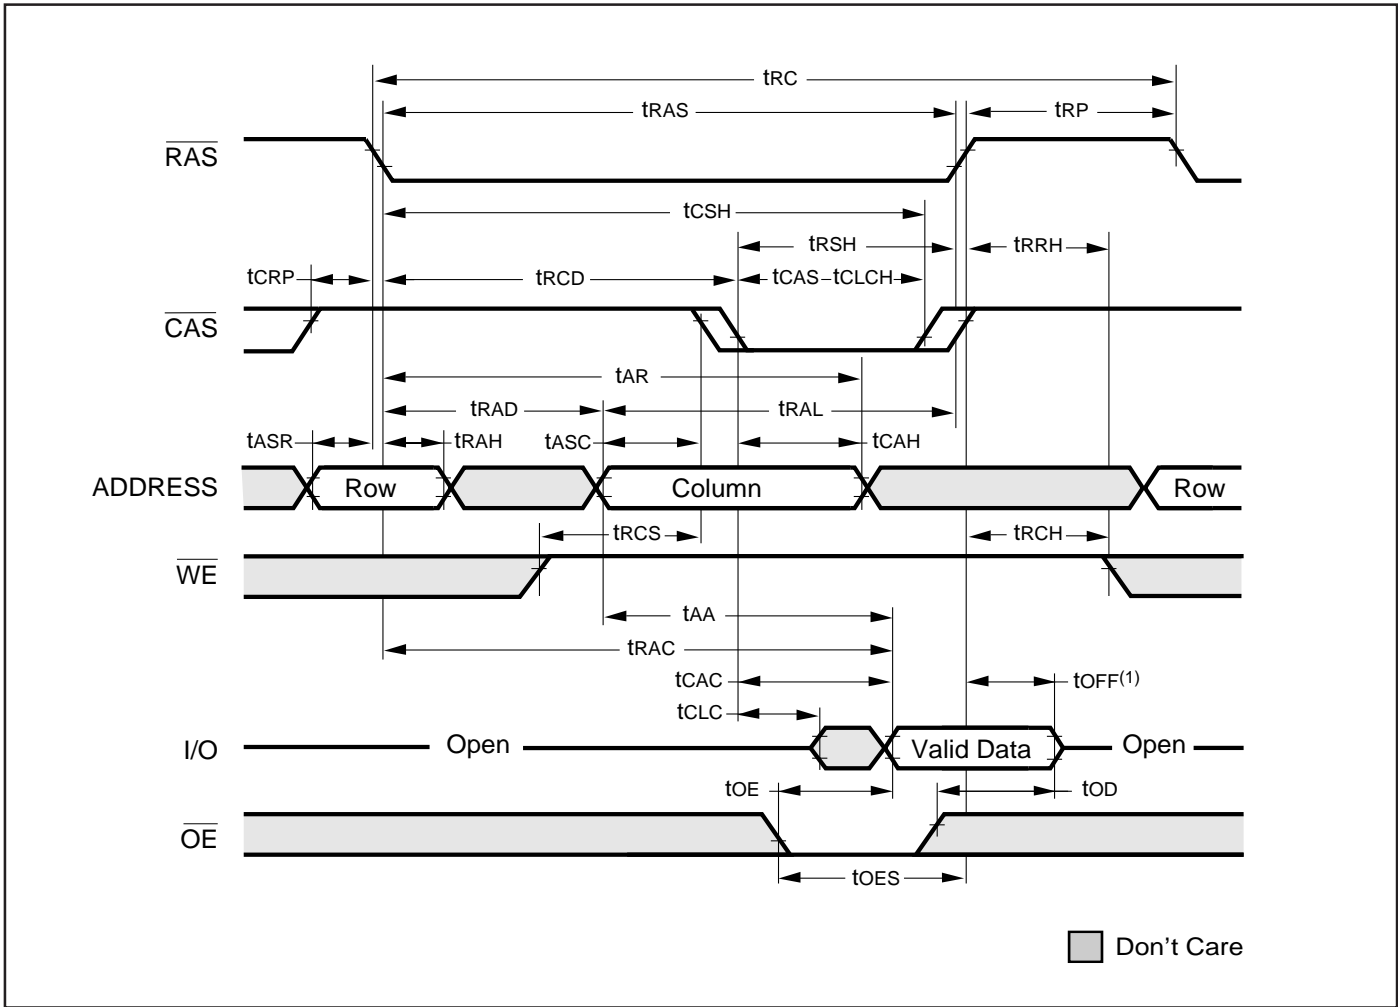 tRC
tRAS tRP
RAS
tCSH
tRSH tRRH
tCRP tRCD tCAS tCLCH
CAS
tAR
tRAD tRAL
tASR tRAH tASC tCAH
ADDRESS Row Column Row
tRCS tRCH
WE
tAA
tRAC
tCAC tOFF(1)
tCLC
I/O Open Valid Data Open
tOE tOD
OE
tOES
Don't Care